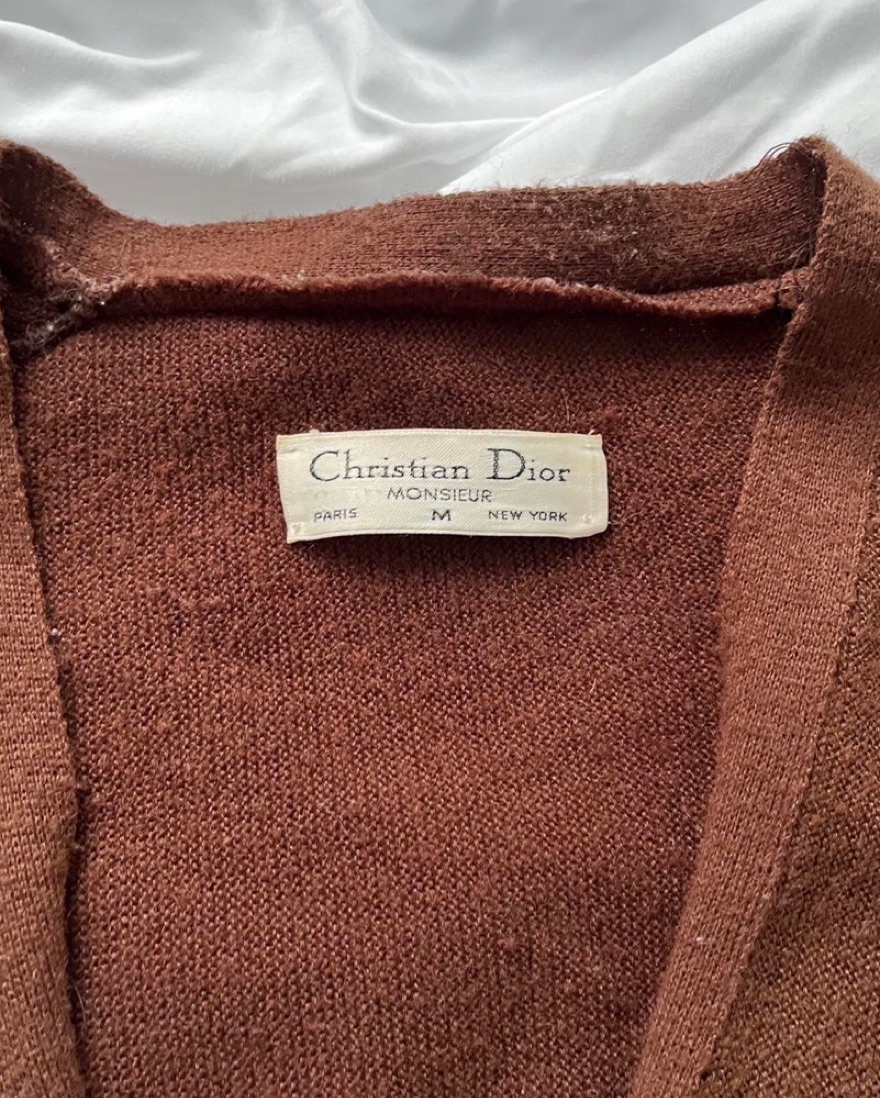 Christian Dior
MONSIEUR
PARIS M NEW YORK